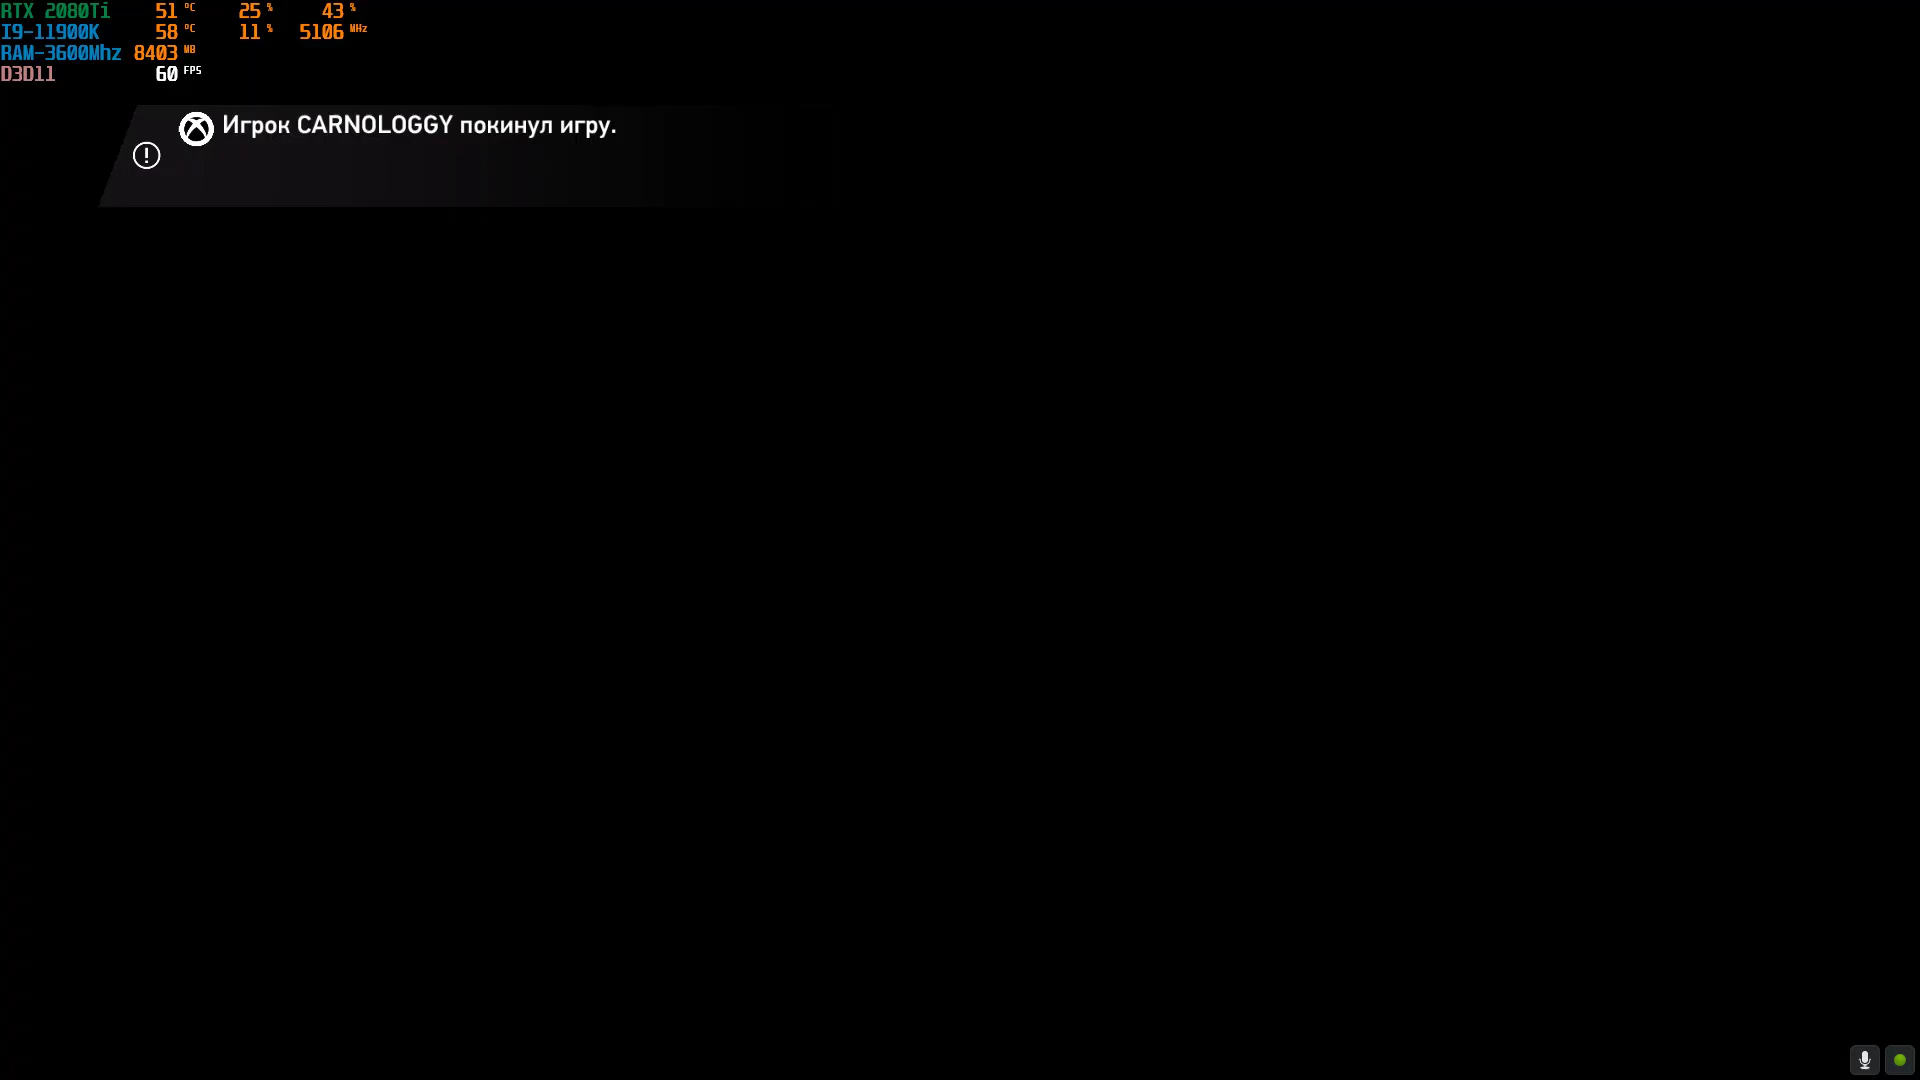 RTX 2080Ti 51 °C 25 % 43 %
I9-11900K 58 °C 11 % 5106 MHz
RAM-3600Mhz 8403 MB
D3D11 60 FPS
Игрок CARNOLOGGY покинул игру.